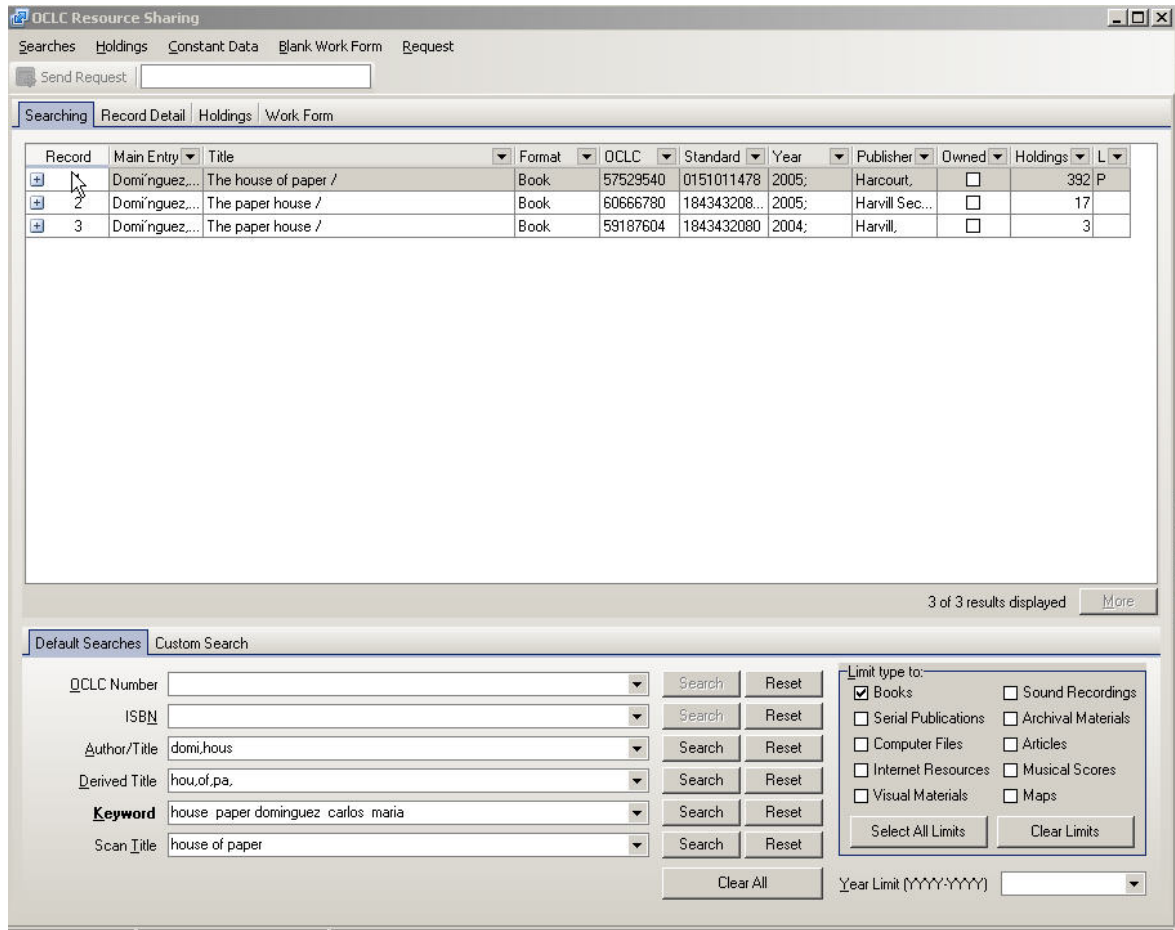 OCLC Resource Sharing
Searches Holdings Constant Data Blank Work Form Request
Send Request
Searching Record Detail Holdings Work Form
Record Main Entry Title Format OCLC Standard Year Publisher Owned Holdings L
Domi´nguez,... The house of paper / Book 57529540 0151011478 2005; Harcourt, 392 P
2 Domi´nguez,... The paper house / Book 60666780 184343208... 2005; Harvill Sec... 17
3 Domi´nguez,... The paper house / Book 59187604 1843432080 2004; Harvill, 3
3 of 3 results displayed More
Default Searches Custom Search
OCLC Number Search Reset
ISBN Search Reset
Author/Title domi,hous Search Reset
Derived Title hou,of,pa, Search Reset
Keyword house paper dominguez carlos maria Search Reset
Scan Title house of paper Search Reset
Clear All
Limit type to:
Books Sound Recordings
Serial Publications Archival Materials
Computer Files Articles
Internet Resources Musical Scores
Visual Materials Maps
Select All Limits Clear Limits
Year Limit (YYYY-YYYY)